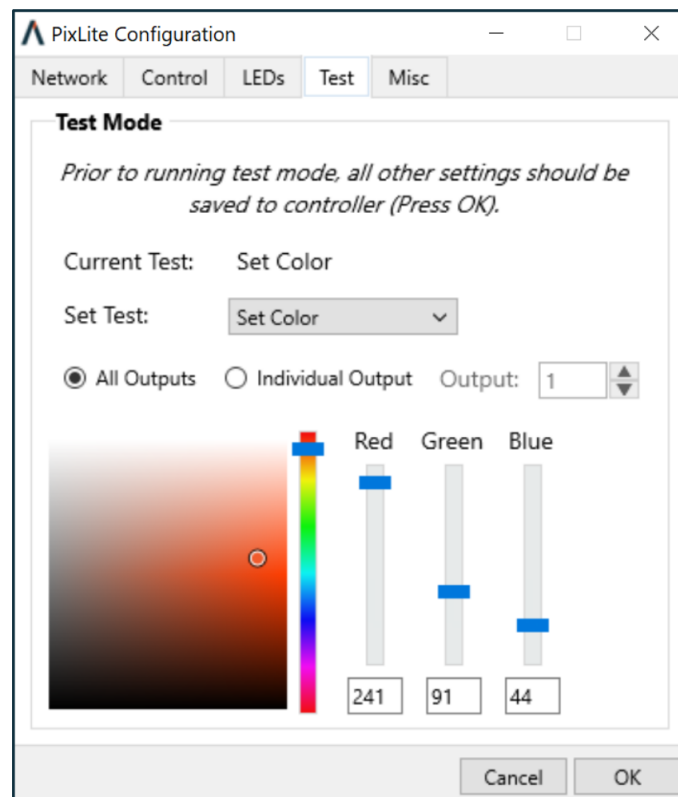 PixLite Configuration
Network Control LEDs Test Misc
Test Mode
Prior to running test mode, all other settings should be
saved to controller (Press OK).
Current Test: Set Color
Set Test: Set Color
All Outputs Individual Output Output: 1
Red Green Blue
241 91 44
Cancel OK